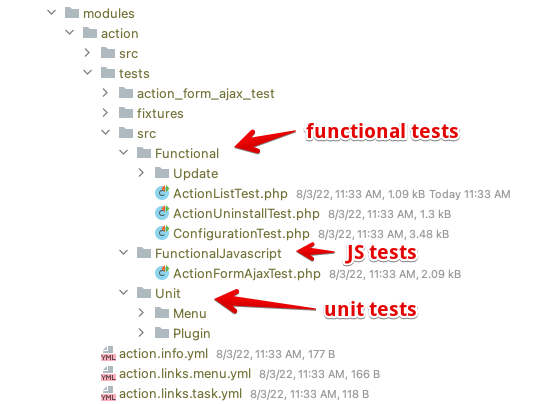 modules
action
src
tests
action_form_ajax_test
fixtures
src
functional tests
Functional
Update
ActionListTest.php 8/3/22, 11:33 AM, 1.09 kB Today 11:33 AM
ActionUninstallTest.php 8/3/22, 11:33 AM, 1.3 kB
ConfigurationTest.php 8/3/22, 11:33 AM, 3.48 kB
FunctionalJavascript JS tests
ActionFormAjaxTest.php 8/3/22, 11:33 AM, 2.09 kB
Unit
Menu unit tests
Plugin
YML action.info.yml 8/3/22, 11:33 AM, 177 B
YML action.links.menu.yml 8/3/22, 11:33 AM, 166 B
YML action.links.task.yml 8/3/22, 11:33 AM, 118 B